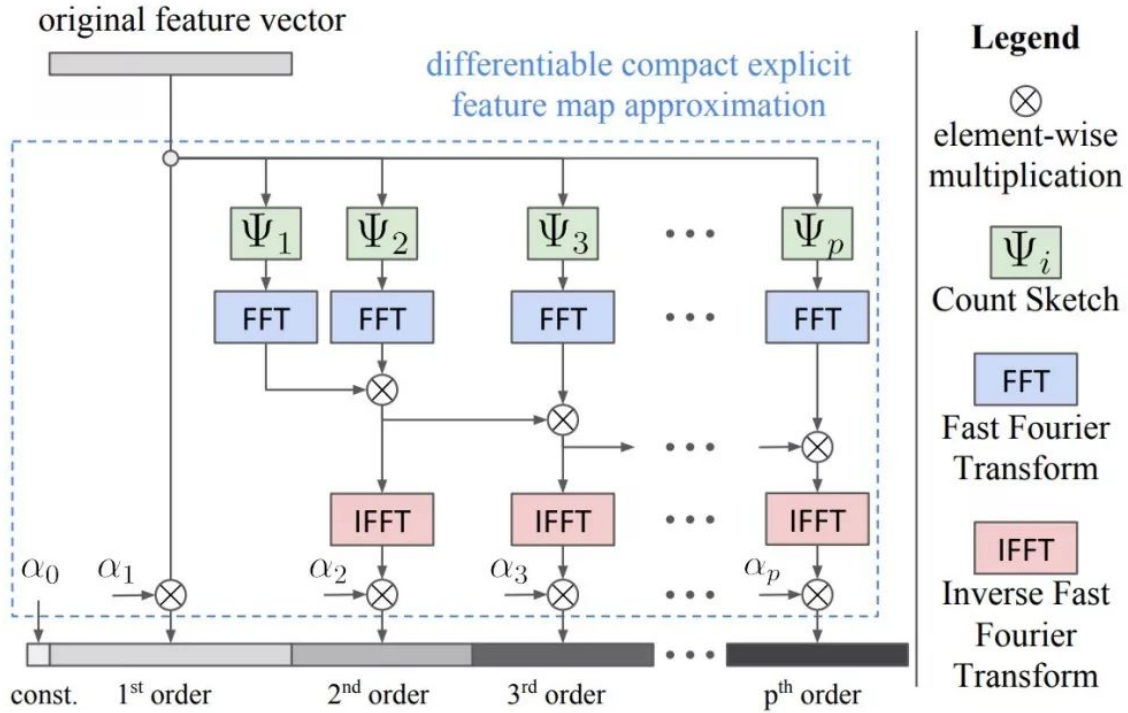 original feature vector
differentiable compact explicit
feature map approximation
Ψ₁ Ψ₂ Ψ₃ ... Ψₚ
FFT FFT FFT ... FFT
...
IFFT IFFT ... IFFT
α₀ α₁ α₂ α₃ ... αₚ
...
const. 1ˢᵗ order 2ⁿᵈ order 3ʳᵈ order pᵗʰ order
Legend
element-wise
multiplication
Ψᵢ
Count Sketch
FFT
Fast Fourier
Transform
IFFT
Inverse Fast
Fourier
Transform